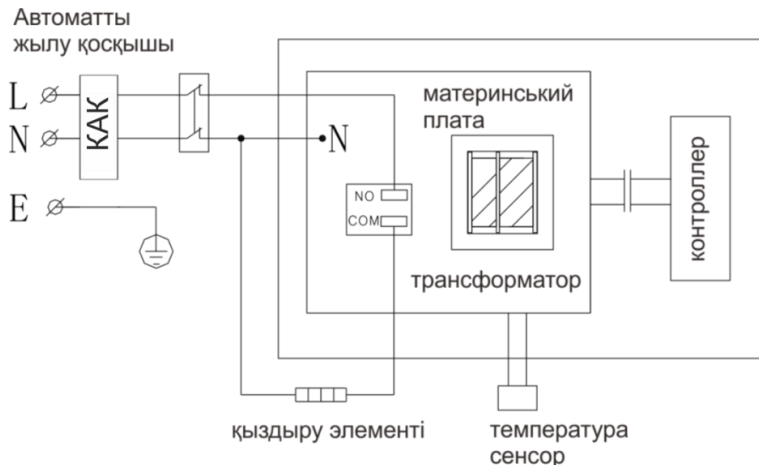 Автоматты
жылу қосқышы
L
N
E
КАК
N
NO
COM
материнський
плата
трансформатор
контроллер
қыздыру элементі
температура
сенсор